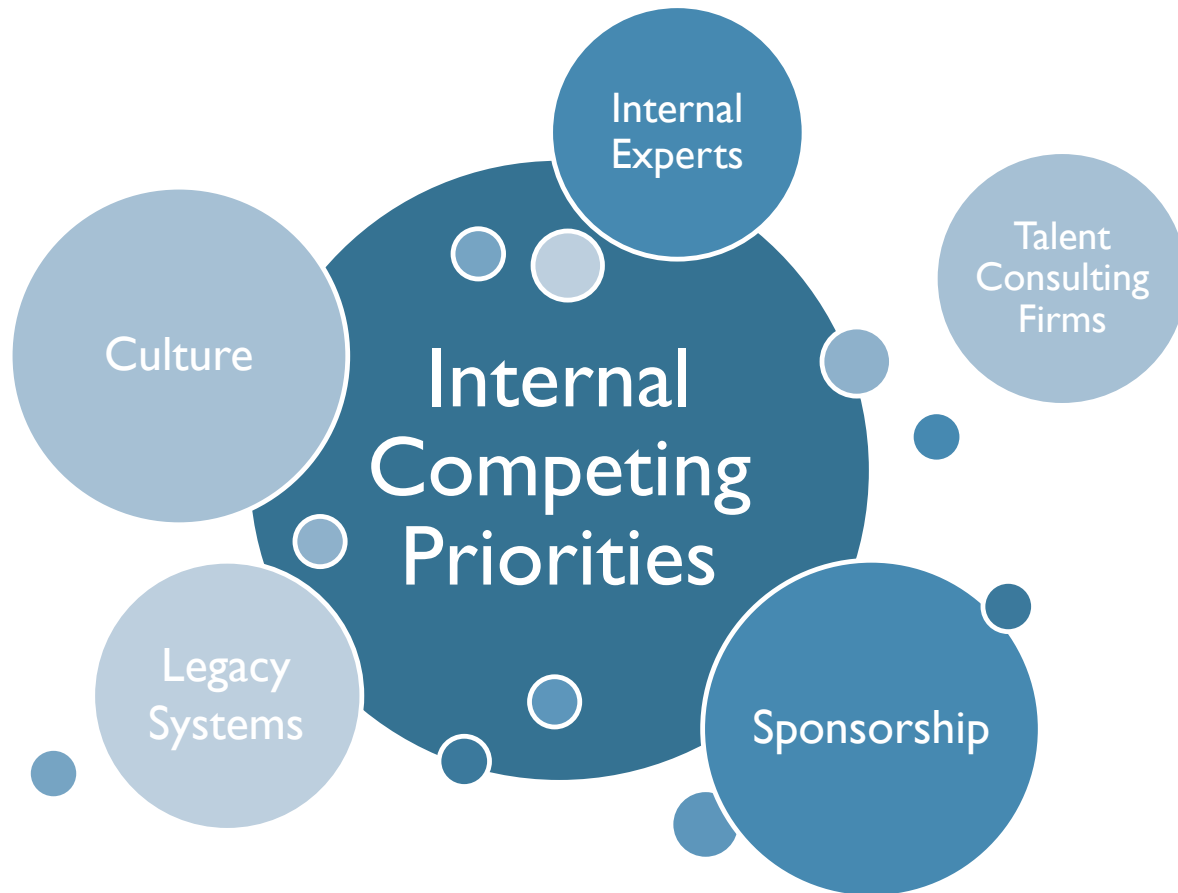 Internal
Experts
Talent
Consulting
Firms
Culture
Internal
Competing
Priorities
Legacy
Systems
Sponsorship